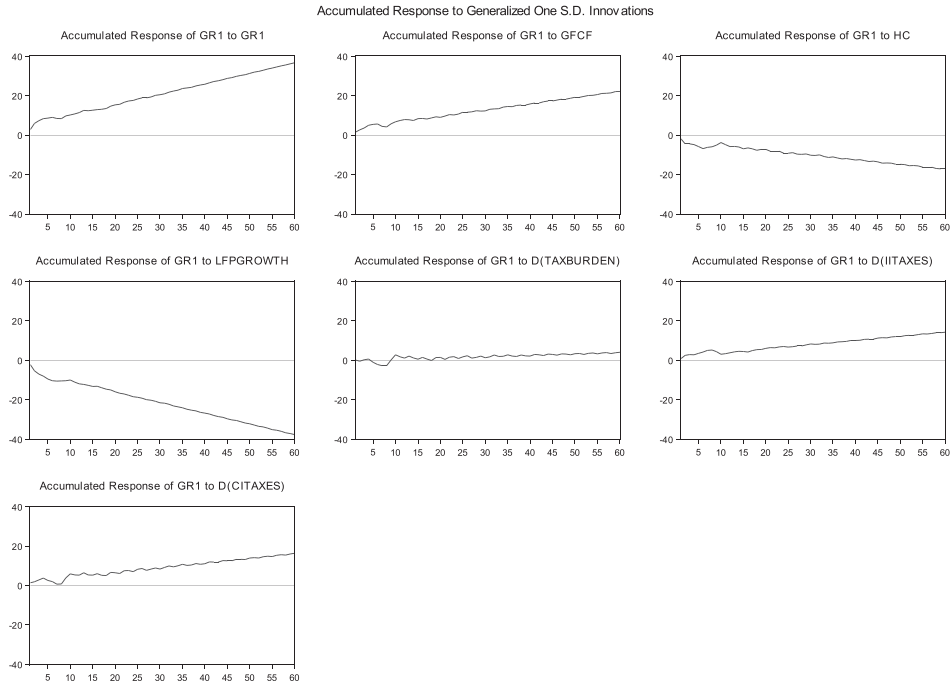 Accumulated Response to Generalized One S.D. Innovations
Accumulated Response of GR1 to GR1
40
20
0
-20
-40
5 10 15 20 25 30 35 40 45 50 55 60
Accumulated Response of GR1 to GFCF
40
20
0
-20
-40
5 10 15 20 25 30 35 40 45 50 55 60
Accumulated Response of GR1 to HC
40
20
0
-20
-40
5 10 15 20 25 30 35 40 45 50 55 60
Accumulated Response of GR1 to LFPGROWTH
40
20
0
-20
-40
5 10 15 20 25 30 35 40 45 50 55 60
Accumulated Response of GR1 to D(TAXBURDEN)
40
20
0
-20
-40
5 10 15 20 25 30 35 40 45 50 55 60
Accumulated Response of GR1 to D(IITAXES)
40
20
0
-20
-40
5 10 15 20 25 30 35 40 45 50 55 60
Accumulated Response of GR1 to D(CITAXES)
40
20
0
-20
-40
5 10 15 20 25 30 35 40 45 50 55 60